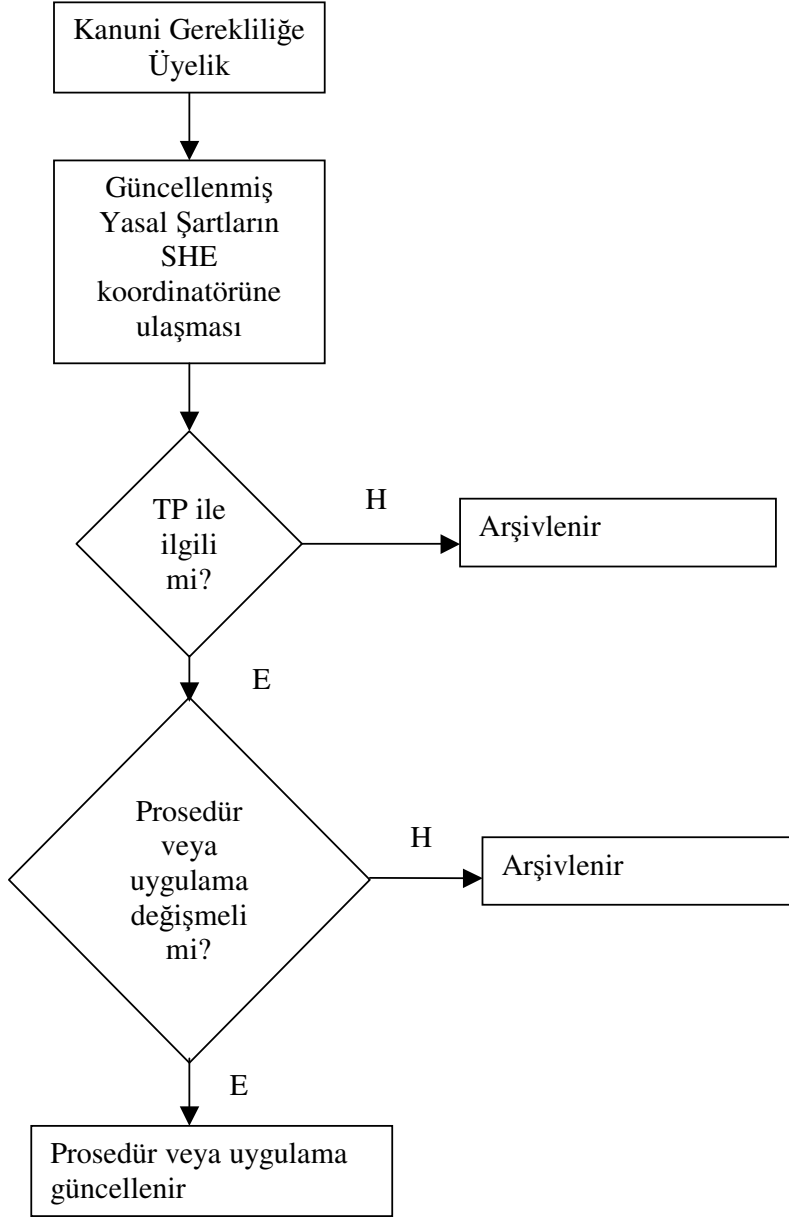 Kanuni Gerekliliğe
Üyelik
Güncellenmiş
Yasal Şartların
SHE
koordinatörüne
ulaşması
TP ile
ilgili
mi?
H
Arşivlenir
E
Prosedür
veya
uygulama
değişmeli
mi?
H
Arşivlenir
E
Prosedür veya uygulama
güncellenir